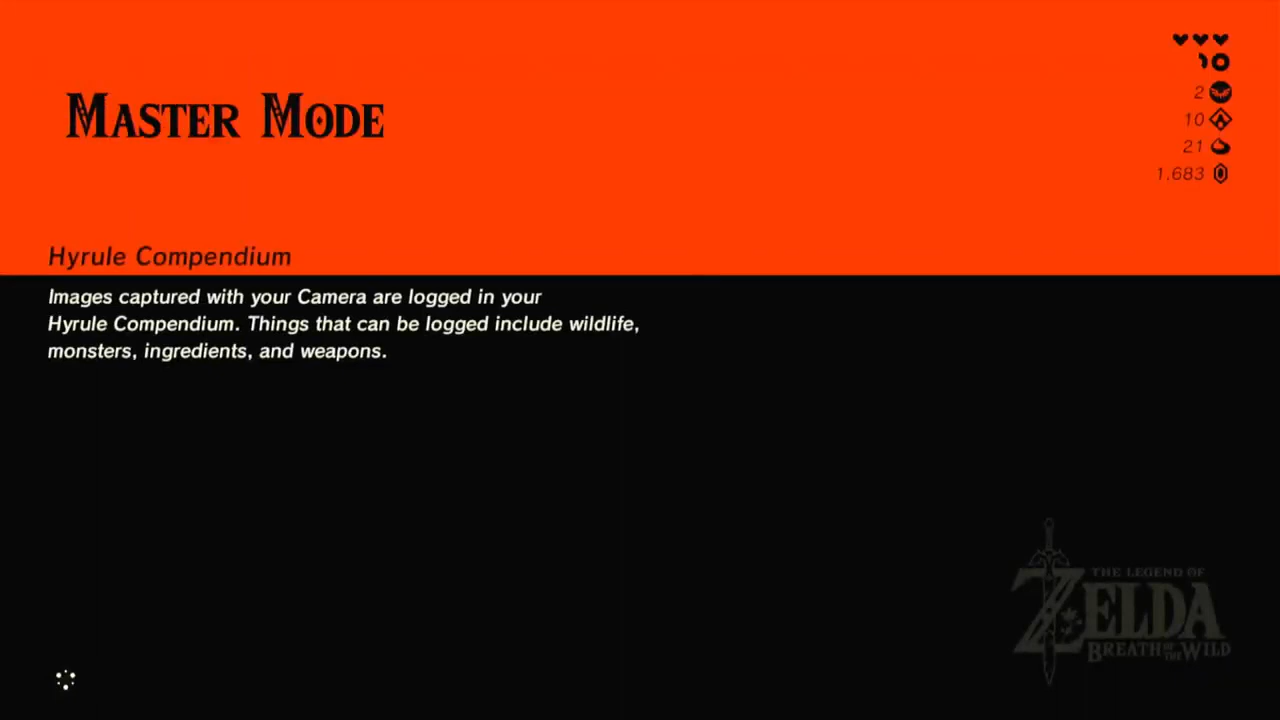 MASTER MODE
2
10
21
1,683
Hyrule Compendium
Images captured with your Camera are logged in your
Hyrule Compendium. Things that can be logged include wildlife,
monsters, ingredients, and weapons.
THE LEGEND OF
ZELDA
BREATH OF THE WILD